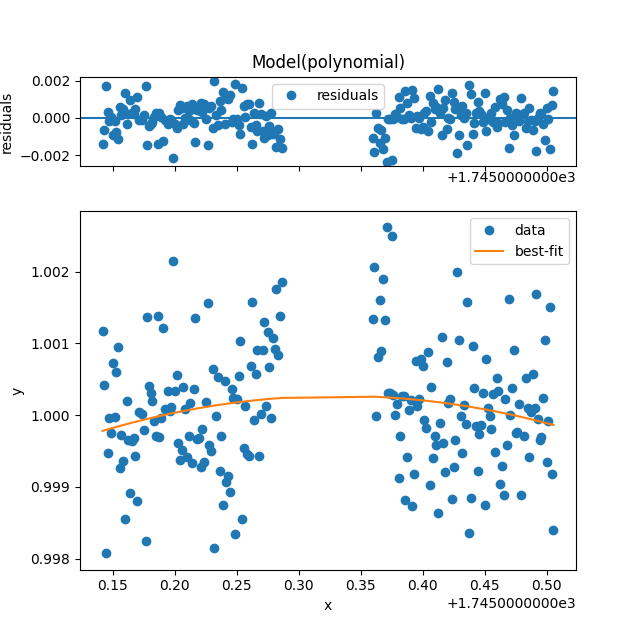 Model(polynomial)
0.002
0.000
−0.002
residuals
residuals
+1.7450000000e3
1.002
1.001
1.000
0.999
0.998
y
data
best-fit
0.15 0.20 0.25 0.30 0.35 0.40 0.45 0.50
x
+1.7450000000e3